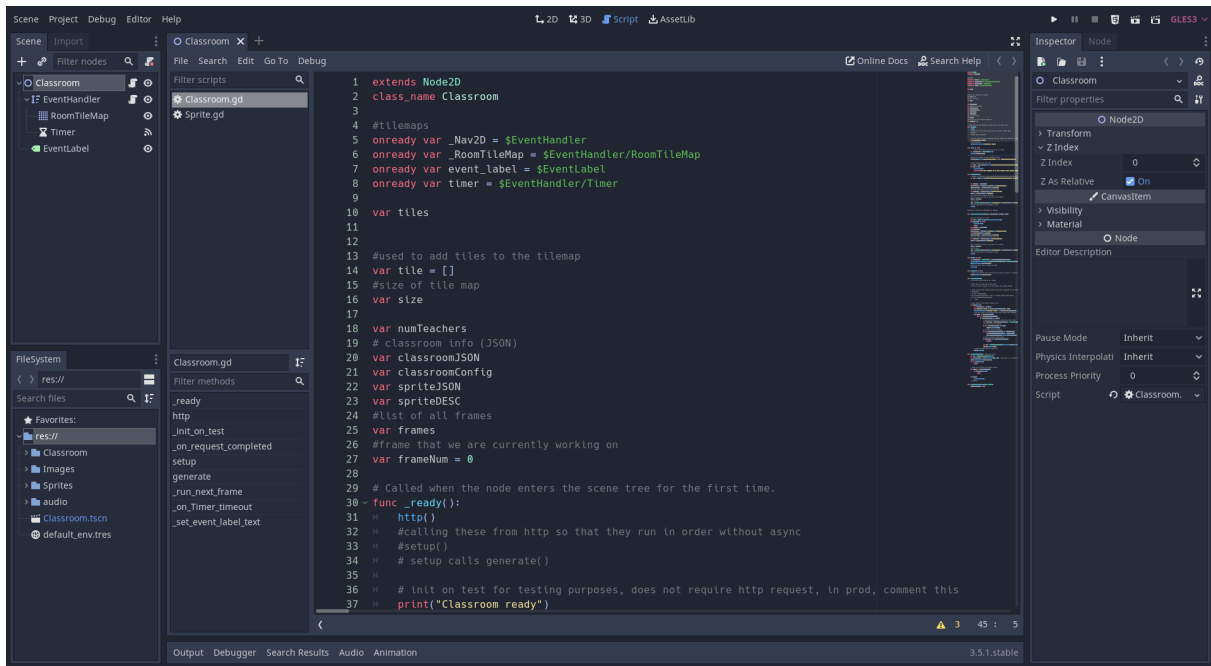 Scene Project Debug Editor Help
2D 3D Script AssetLib
GLES3
Scene Import
Filter nodes
Classroom
EventHandler
RoomTileMap
Timer
EventLabel
FileSystem
res://
Search files
Favorites:
res://
Classroom
Images
Sprites
audio
Classroom.tscn
default_env.tres
Classroom
File Search Edit Go To Debug
Online Docs Search Help
Filter scripts
Classroom.gd
Sprite.gd
Classroom.gd
Filter methods
_ready
http
_init_on_test
_on_request_completed
setup
generate
_run_next_frame
_on_Timer_timeout
_set_event_label_text
1 extends Node2D
2 class_name Classroom
3
4 #tilemaps
5 onready var _Nav2D = $EventHandler
6 onready var _RoomTileMap = $EventHandler/RoomTileMap
7 onready var event_label = $EventLabel
8 onready var timer = $EventHandler/Timer
9
10 var tiles
11
12
13 #used to add tiles to the tilemap
14 var tile = []
15 #size of tile map
16 var size
17
18 var numTeachers
19 # classroom info (JSON)
20 var classroomJSON
21 var classroomConfig
22 var spriteJSON
23 var spriteDESC
24 #list of all frames
25 var frames
26 #frame that we are currently working on
27 var frameNum = 0
28
29 # Called when the node enters the scene tree for the first time.
30 func _ready():
31 http()
32 #calling these from http so that they run in order without async
33 #setup()
34 # setup calls generate()
35
36 # init on test for testing purposes, does not require http request, in prod, comment this
37 print("Classroom ready")
3 45 : 5
Output Debugger Search Results Audio Animation
3.5.1.stable
Inspector Node
Classroom
Filter properties
Node2D
Transform
Z Index
Z Index 0
Z As Relative On
CanvasItem
Visibility
Material
Node
Editor Description
Pause Mode Inherit
Physics Interpolati Inherit
Process Priority 0
Script Classroom.